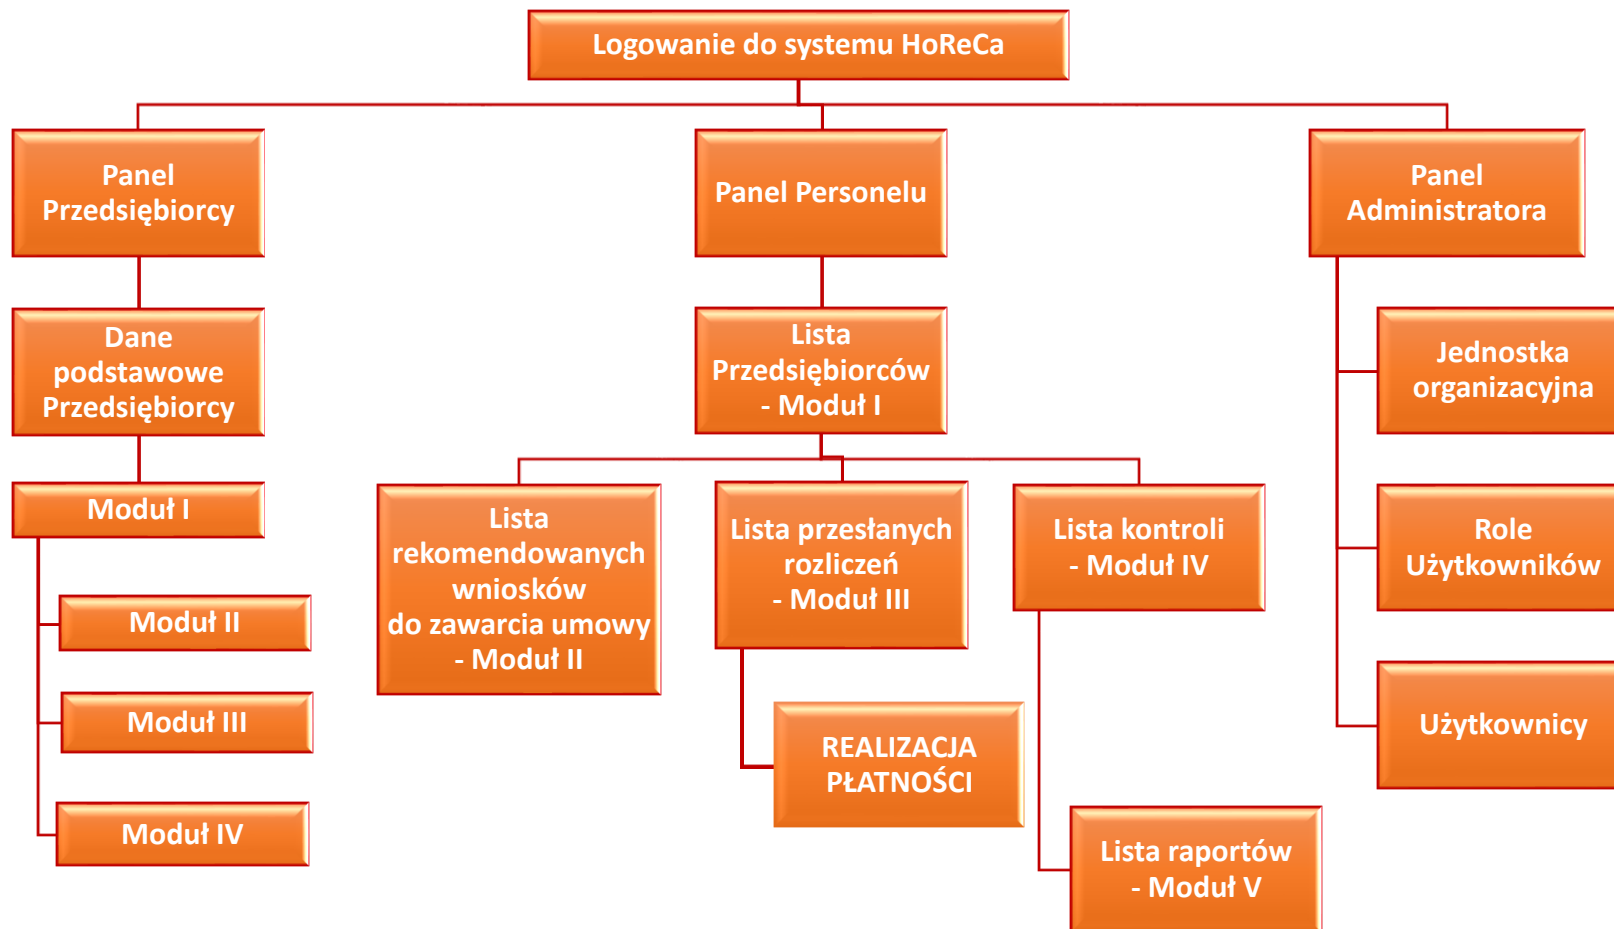 Logowanie do systemu HoReCa
Panel
Przedsiębiorcy
Panel Personelu
Panel
Administratora
Dane
podstawowe
Przedsiębiorcy
Lista
Przedsiębiorców
- Moduł I
Jednostka
organizacyjna
Moduł I
Lista
rekomendowanych
wniosków
do zawarcia umowy
- Moduł II
Lista przesłanych
rozliczeń
- Moduł III
Lista kontroli
- Moduł IV
Role
Użytkowników
Moduł II
Moduł III
REALIZACJA
PŁATNOŚCI
Użytkownicy
Moduł IV
Lista raportów
- Moduł V